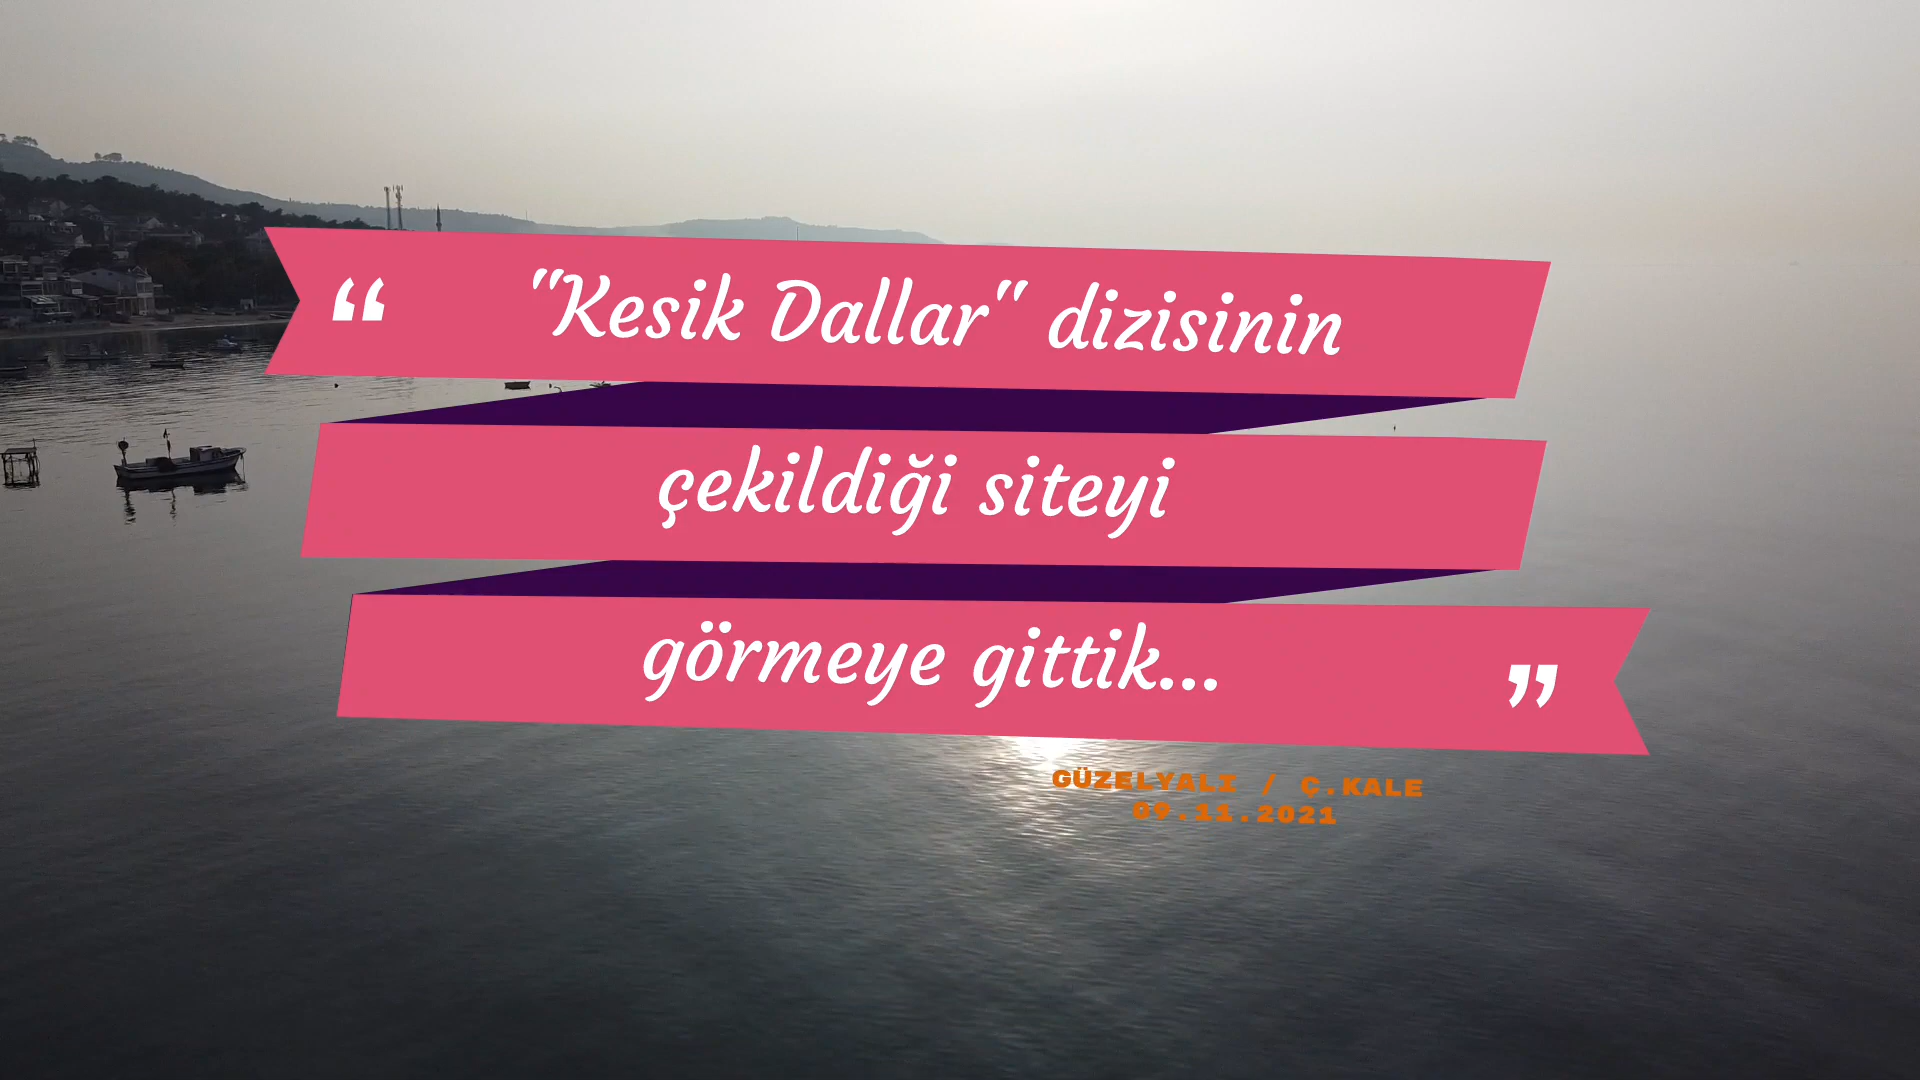 “ "Kesik Dallar" dizisinin
çekildiği siteyi
görmeye gittik... ”
GÜZELYALI / Ç.KALE
09.11.2021